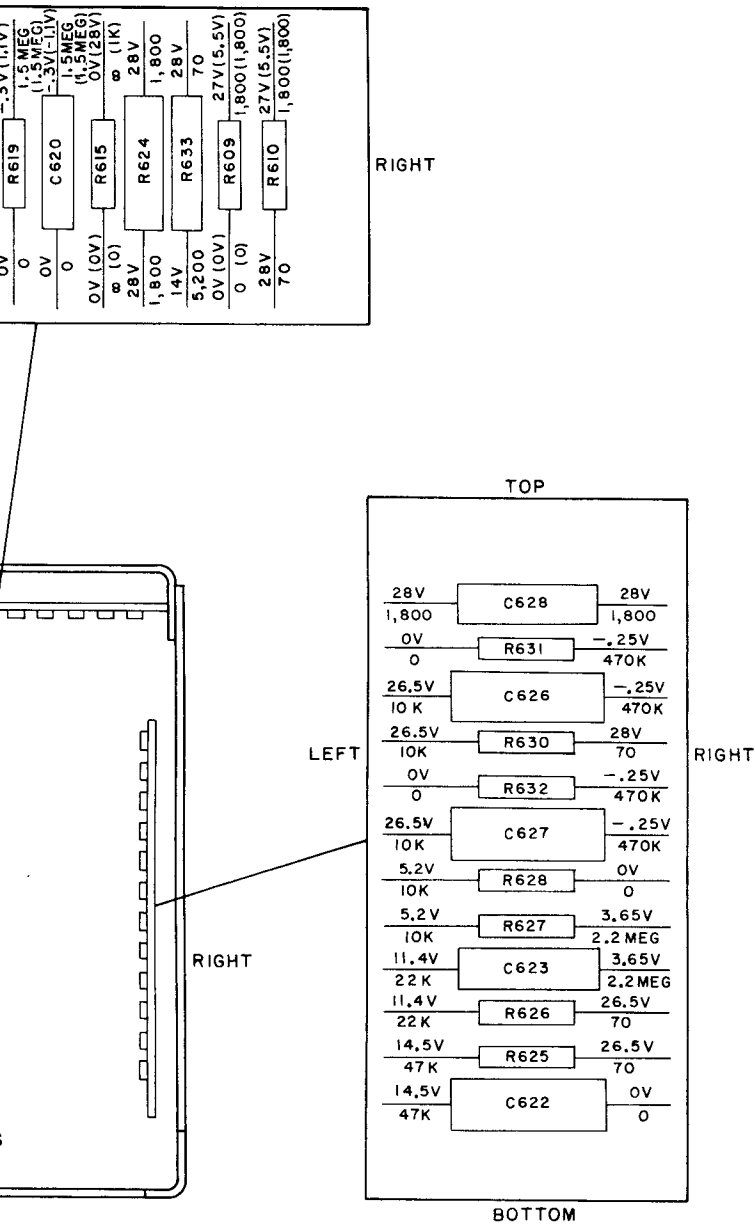 -.3V(1.1V)
1.5 MEG
(1.5MEG)
-.3V(-1.1V)
1.5MEG
(1.5MEG)
0V(28V)
∞ (1K)
28V
1,800
28V
70
27V(5.5V)
1,800(1,800)
27V(5.5V)
1,800(1,800)
R619
C620
R615
R624
R633
R609
R610
RIGHT
0V
0
0V
0
0V (0V)
∞ (0)
28V
1,800
14V
5,200
0V (0V)
0 (0)
28V
70
TOP
28V C628 28V
1,800 1,800
0V R631 -.25V
0 470K
26.5V C626 -.25V
10K 470K
26.5V R630 28V
10K 70
LEFT
RIGHT
0V R632 -.25V
0 470K
26.5V C627 -.25V
10K 470K
5.2V R628 0V
10K 0
5.2V R627 3.65V
10K 2.2 MEG
11.4V C623 3.65V
22K 2.2MEG
11.4V R626 26.5V
22K 70
14.5V R625 26.5V
47K 70
14.5V C622 0V
47K 0
BOTTOM
RIGHT
S